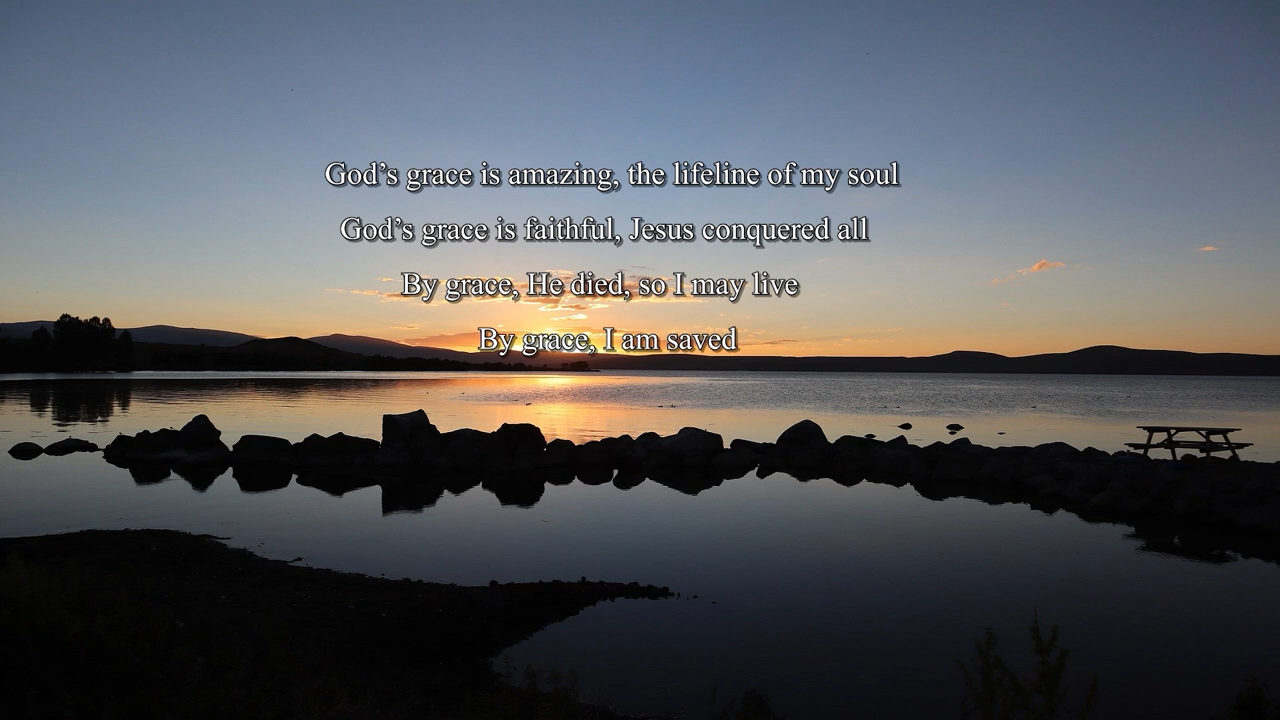 God’s grace is amazing, the lifeline of my soul
God’s grace is faithful, Jesus conquered all
By grace, He died, so I may live
By grace, I am saved